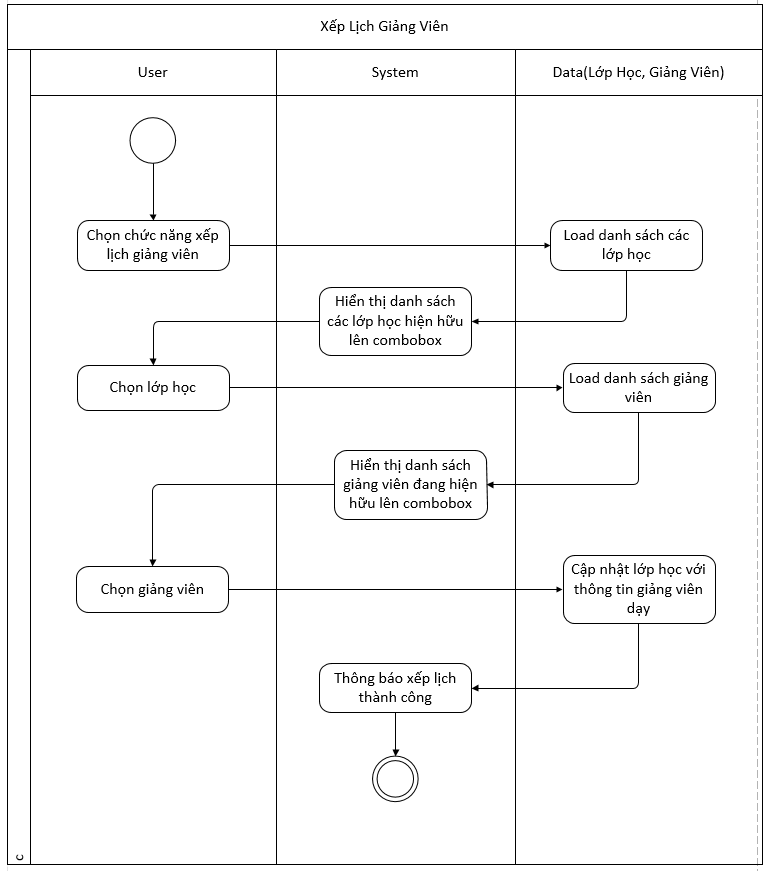 Xếp Lịch Giảng Viên
User
System
Data(Lớp Học, Giảng Viên)
Chọn chức năng xếp
lịch giảng viên
Load danh sách các
lớp học
Hiển thị danh sách
các lớp học hiện hữu
lên combobox
Chọn lớp học
Load danh sách giảng
viên
Hiển thị danh sách
giảng viên đang hiện
hữu lên combobox
Chọn giảng viên
Cập nhật lớp học với
thông tin giảng viên
dạy
Thông báo xếp lịch
thành công
c